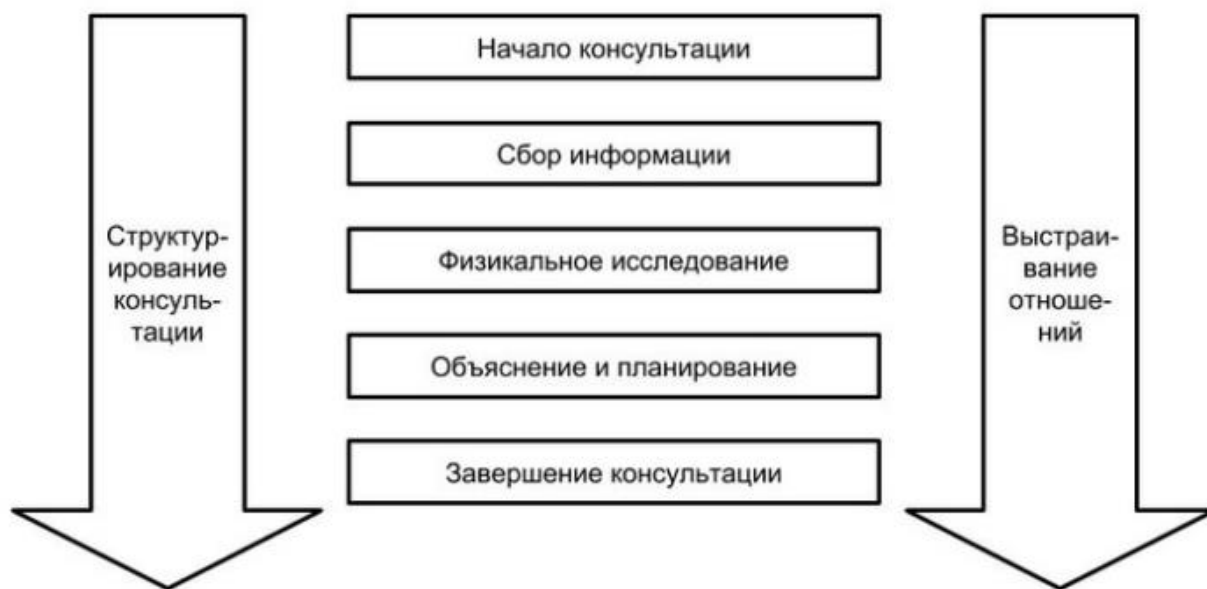 Начало консультации
Сбор информации
Физикальное исследование
Объяснение и планирование
Завершение консультации
Структур-
ирование
консуль-
тации
Выстраи-
вание
отноше-
ний